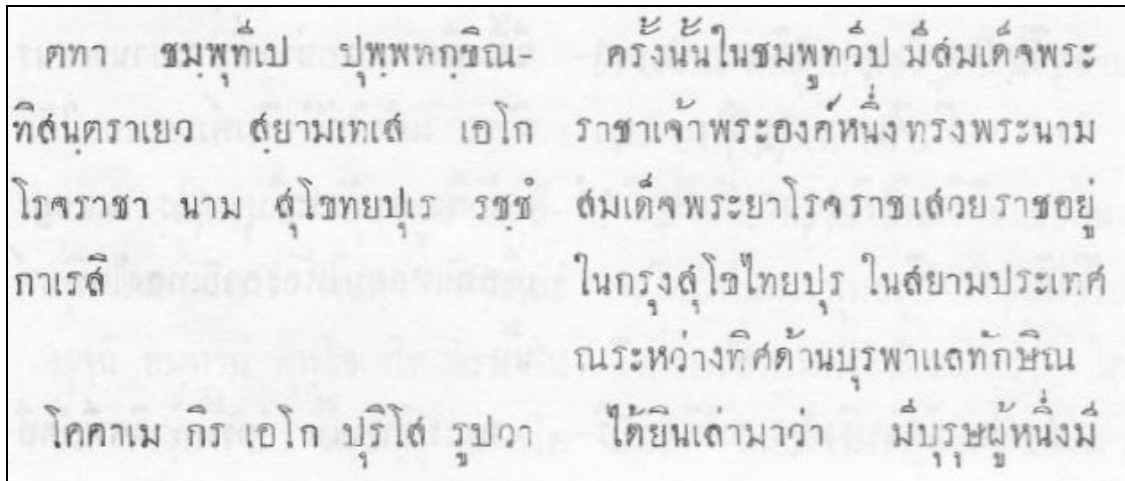 ตทา ชมฺพุทีเป ปุพฺพทกฺขิณ-
ทิสนฺตราเยว สฺยามเทเส เอโก
โรจราชา นาม สุโขทยปุเร รชฺชํ
กาเรสิ
โคคาเม กิร เอโก ปุริโส รูปวา
ครั้งนั้นในชมพูทวีป มีสมเด็จพระ
ราชาเจ้าพระองค์หนึ่งทรงพระนาม
สมเด็จพระยาโรจราชเสวยราชอยู่
ในกรุงสุโขไทยปุร ในสยามประเทศ
ณระหว่างทิศด้านบุรพาแลทักษิณ
ได้ยินเล่ามาว่า มีบุรุษผู้หนึ่งมี